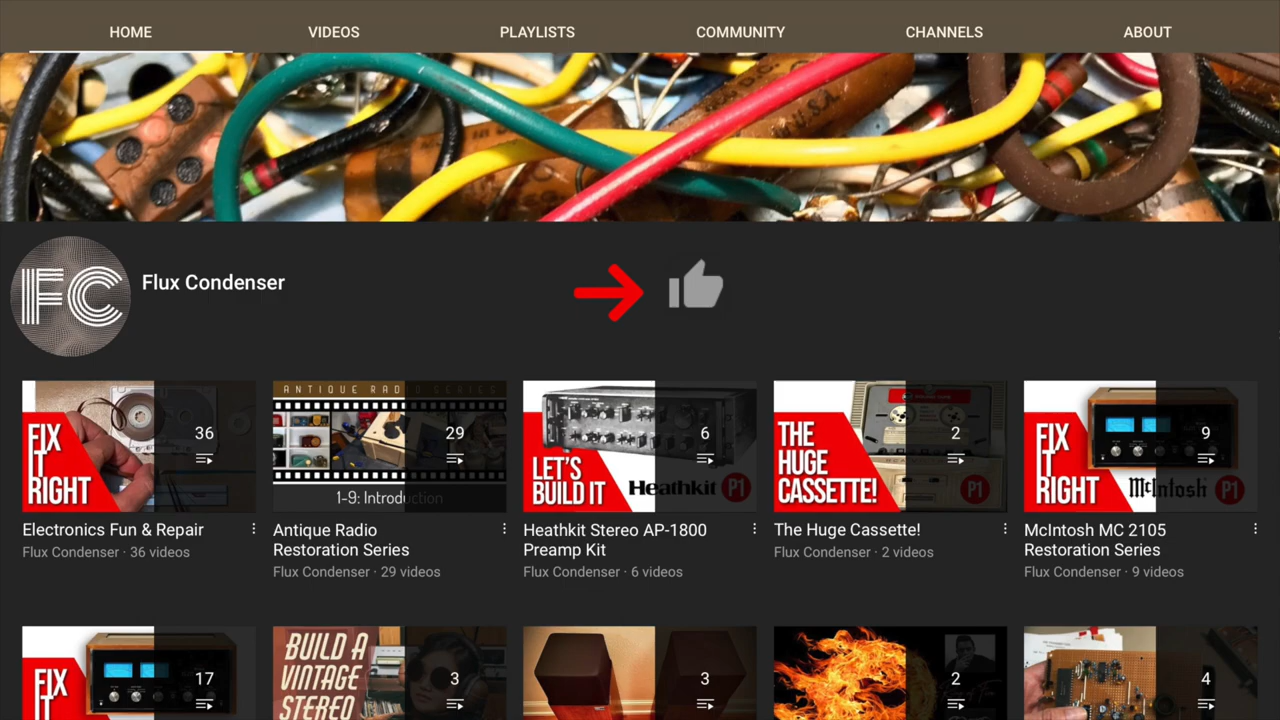 HOME VIDEOS PLAYLISTS COMMUNITY CHANNELS ABOUT
in U.S.A.
FC
Flux Condenser
FIX
IT
RIGHT
36
Electronics Fun & Repair
Flux Condenser · 36 videos
ANTIQUE RADIO SERIES
29
1-9: Introduction
Antique Radio
Restoration Series
Flux Condenser · 29 videos
6
LET'S
BUILD IT
Heathkit
P1
Heathkit Stereo AP-1800
Preamp Kit
Flux Condenser · 6 videos
THE
HUGE
CASSETTE!
2
P1
The Huge Cassette!
Flux Condenser · 2 videos
FIX
IT
RIGHT
9
McIntosh
P1
McIntosh MC 2105
Restoration Series
Flux Condenser · 9 videos
FIX
IT
17
BUILD A
VINTAGE
STEREO
3
3
2
4